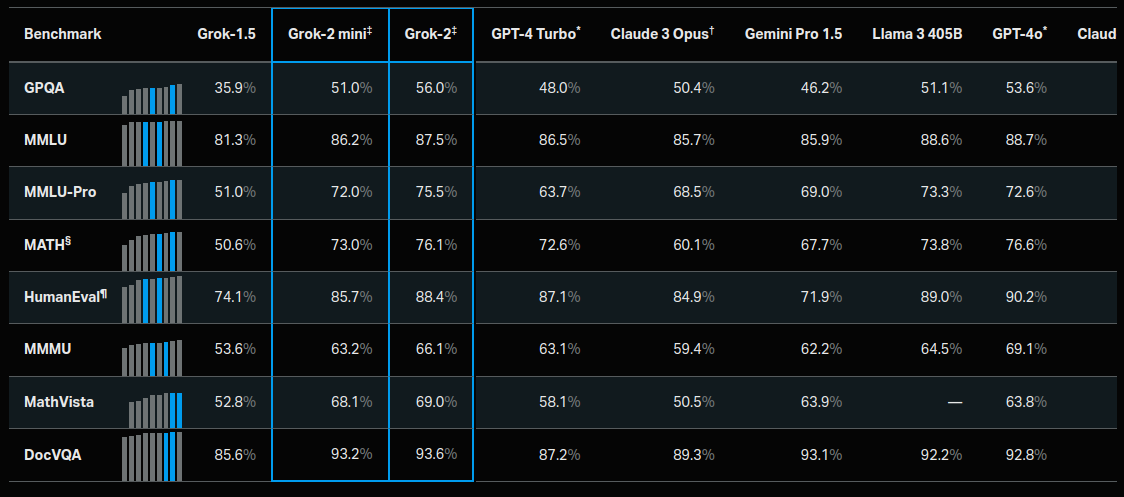 Benchmark Grok-1.5 Grok-2 mini‡ Grok-2‡ GPT-4 Turbo* Claude 3 Opus† Gemini Pro 1.5 Llama 3 405B GPT-4o* Claud
GPQA 35.9% 51.0% 56.0% 48.0% 50.4% 46.2% 51.1% 53.6%
MMLU 81.3% 86.2% 87.5% 86.5% 85.7% 85.9% 88.6% 88.7%
MMLU-Pro 51.0% 72.0% 75.5% 63.7% 68.5% 69.0% 73.3% 72.6%
MATH§ 50.6% 73.0% 76.1% 72.6% 60.1% 67.7% 73.8% 76.6%
HumanEval¶ 74.1% 85.7% 88.4% 87.1% 84.9% 71.9% 89.0% 90.2%
MMMU 53.6% 63.2% 66.1% 63.1% 59.4% 62.2% 64.5% 69.1%
MathVista 52.8% 68.1% 69.0% 58.1% 50.5% 63.9% — 63.8%
DocVQA 85.6% 93.2% 93.6% 87.2% 89.3% 93.1% 92.2% 92.8%